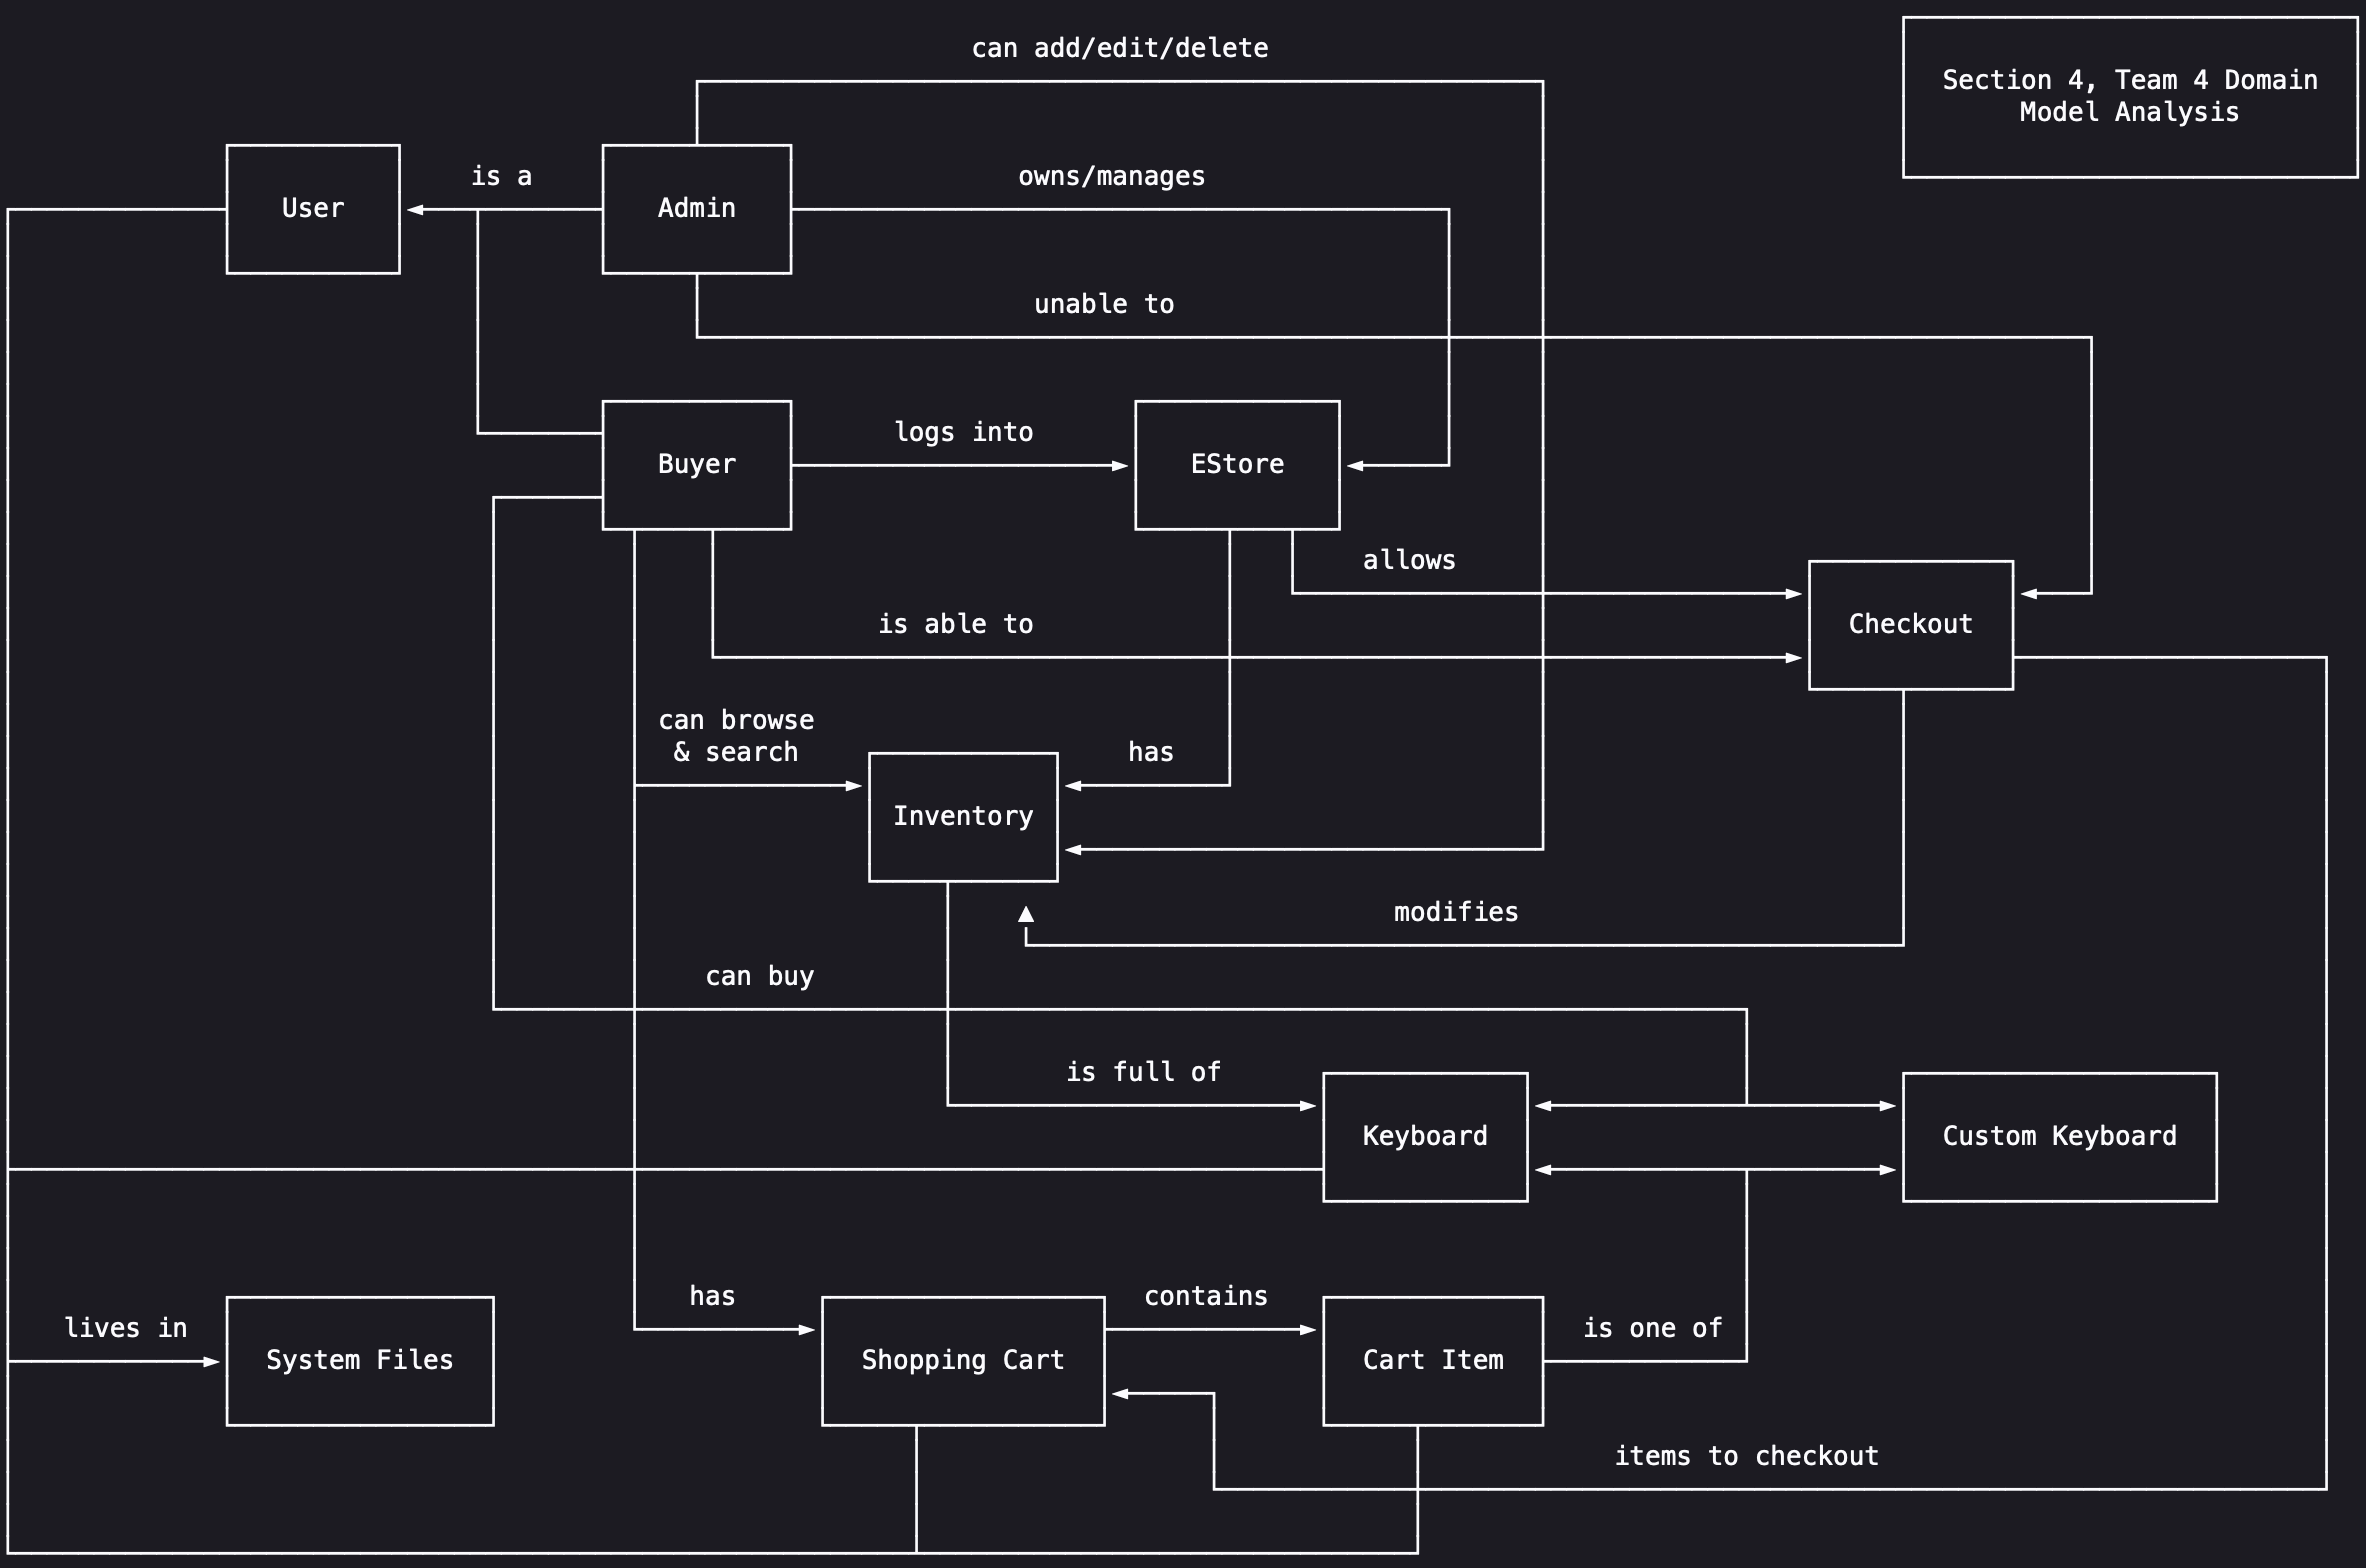 can add/edit/delete
Section 4, Team 4 Domain
Model Analysis
is a
owns/manages
User
Admin
unable to
logs into
Buyer
EStore
allows
is able to
Checkout
can browse
& search
has
Inventory
modifies
can buy
is full of
Keyboard
Custom Keyboard
has
contains
lives in
is one of
System Files
Shopping Cart
Cart Item
items to checkout